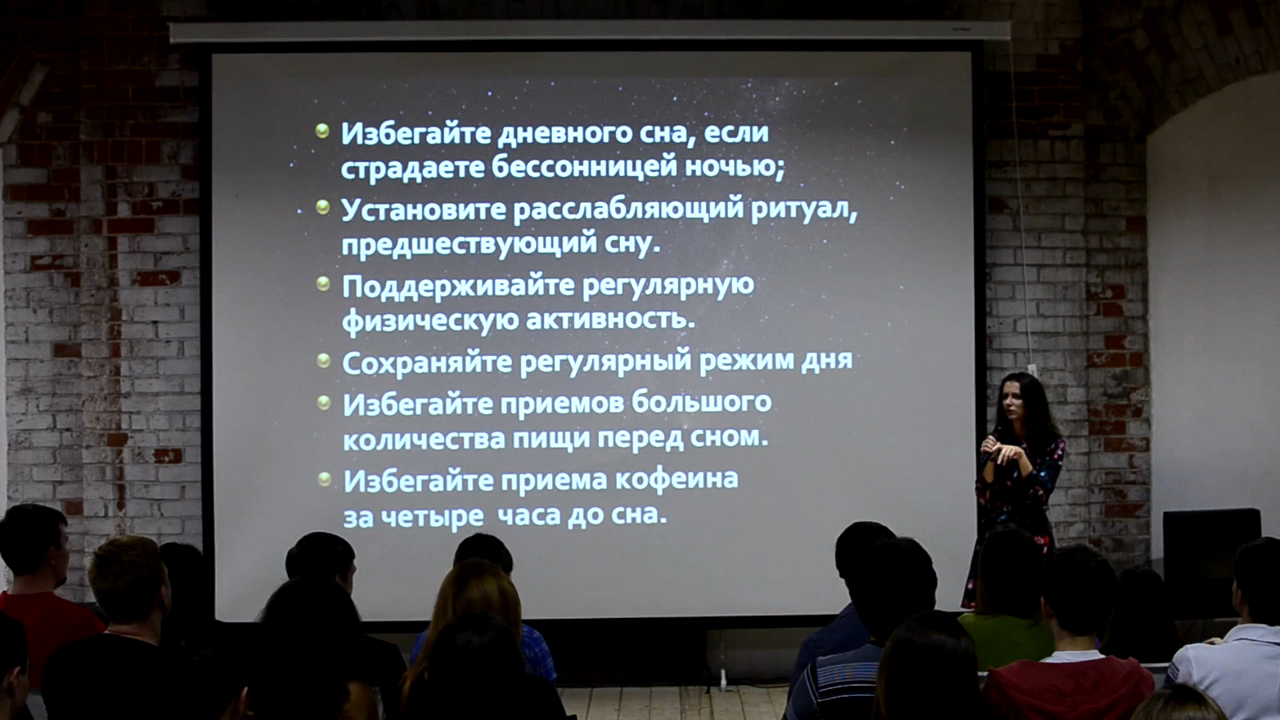 Избегайте дневного сна, если
страдаете бессонницей ночью;
Установите расслабляющий ритуал,
предшествующий сну.
Поддерживайте регулярную
физическую активность.
Сохраняйте регулярный режим дня
Избегайте приемов большого
количества пищи перед сном.
Избегайте приема кофеина
за четыре  часа до сна.